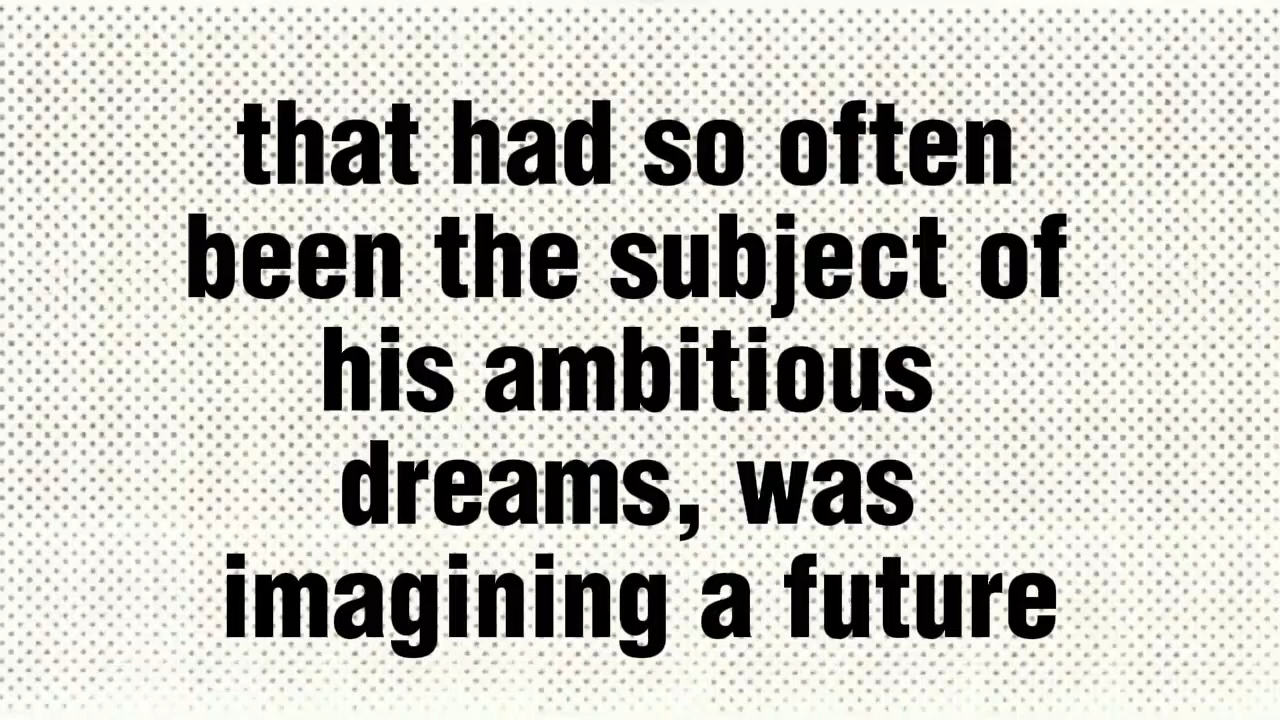 that had so often
been the subject of
his ambitious
dreams, was
imagining a future